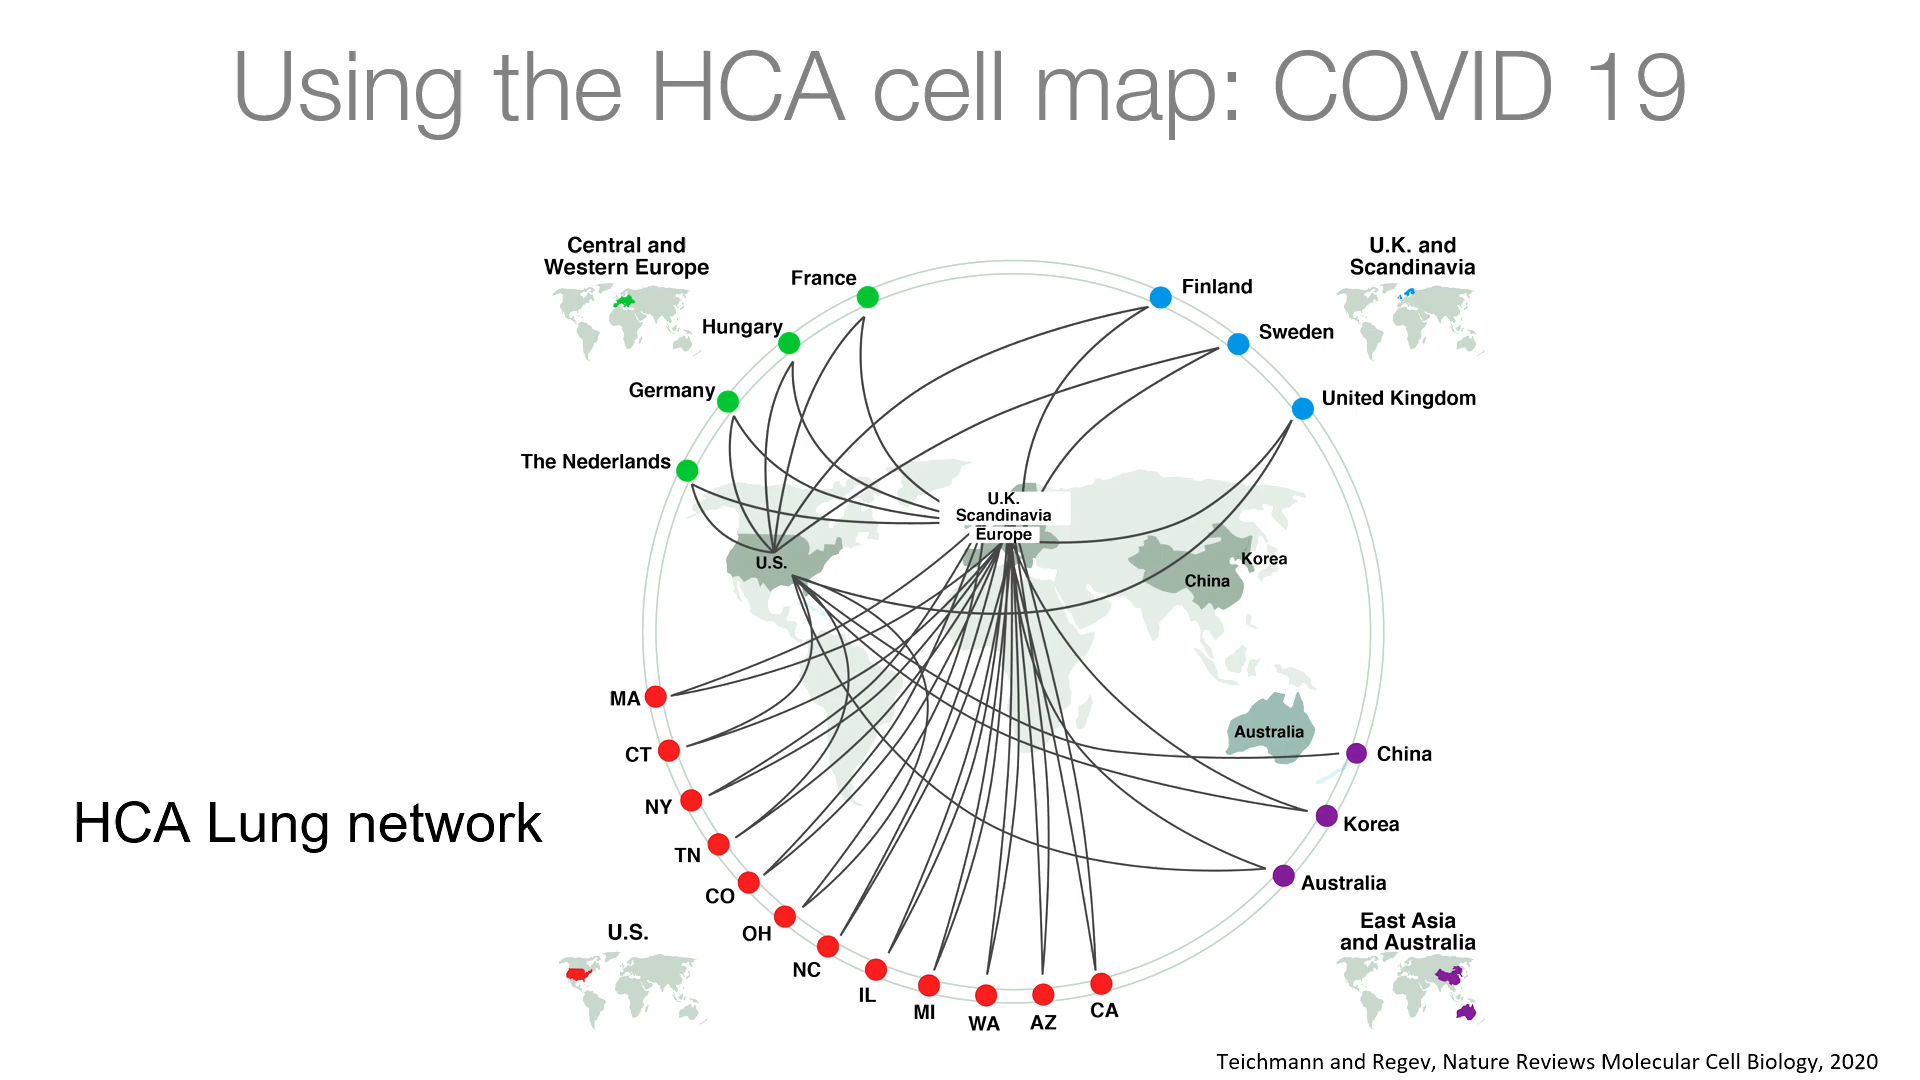 Using the HCA cell map: COVID 19
Central and
Western Europe
U.K. and
Scandinavia
France
Finland
Hungary
Sweden
Germany
United Kingdom
The Nederlands
U.K.
Scandinavia
Europe
U.S.
Korea
China
Australia
MA
CT
China
NY
HCA Lung network
Korea
TN
CO
Australia
OH
NC
IL
MI
WA
AZ
CA
U.S.
East Asia
and Australia
Teichmann and Regev, Nature Reviews Molecular Cell Biology, 2020